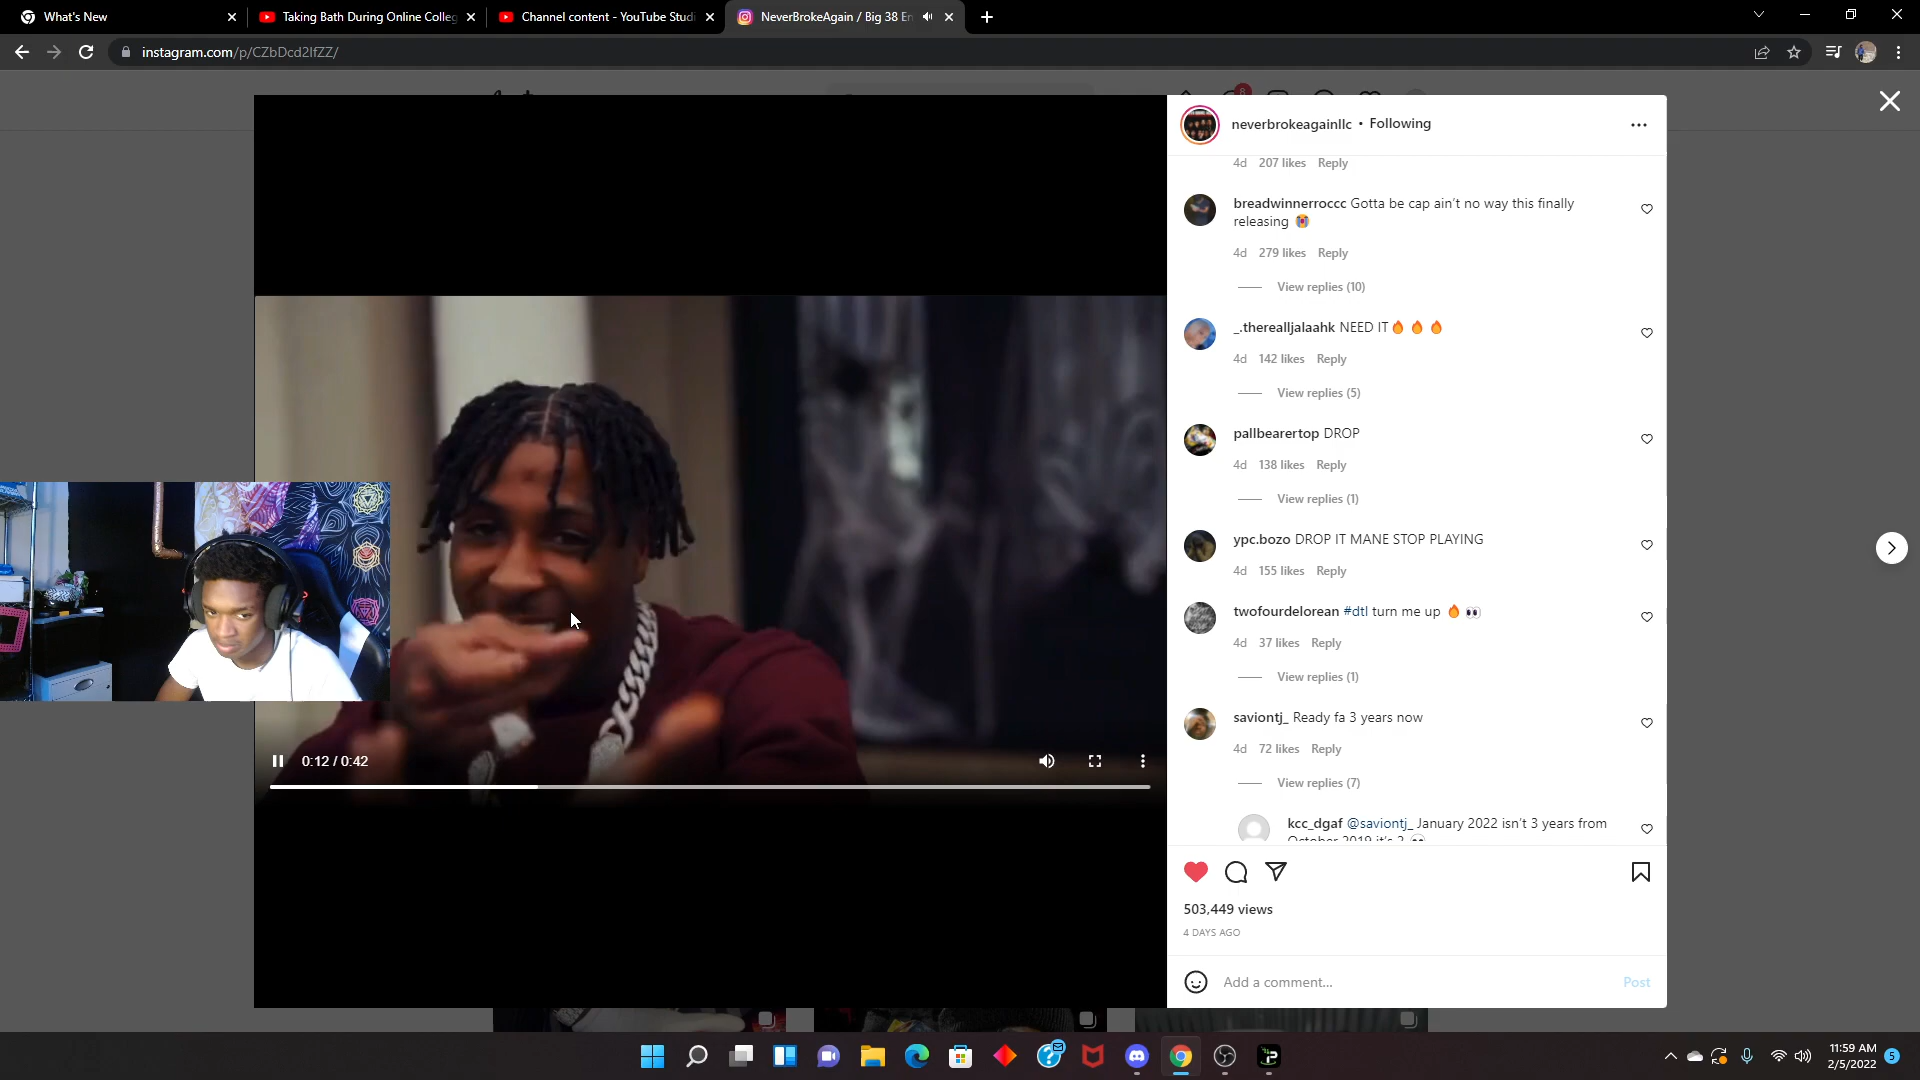 What's New
Taking Bath During Online Colleg
Channel content - YouTube Studi
NeverBrokeAgain / Big 38 En
instagram.com/p/CZbDcd2lfZZ/
8
neverbrokeagainllc • Following
4d 207 likes Reply
breadwinnerroccc Gotta be cap ain't no way this finally
releasing
4d 279 likes Reply
View replies (10)
_.therealljalaahk NEED IT🔥🔥🔥
4d 142 likes Reply
View replies (5)
pallbearertop DROP
4d 138 likes Reply
View replies (1)
ypc.bozo DROP IT MANE STOP PLAYING
4d 155 likes Reply
twofourdelorean #dtl turn me up 🔥👀
4d 37 likes Reply
View replies (1)
saviontj_ Ready fa 3 years now
4d 72 likes Reply
View replies (7)
kcc_dgaf @saviontj_ January 2022 isn't 3 years from
October 2019 it's 2
0:12 / 0:42
503,449 views
4 DAYS AGO
Add a comment...
Post
11:59 AM
2/5/2022
5